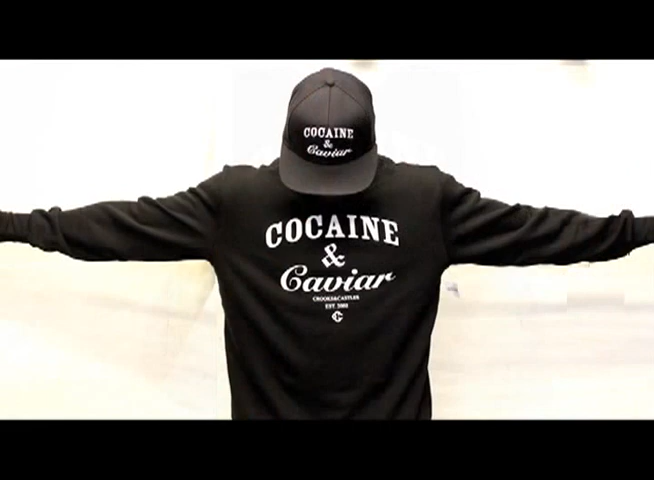 COCAINE
&
Caviar
COCAINE
&
Caviar
CROOKS&CASTLES
EST. 2002